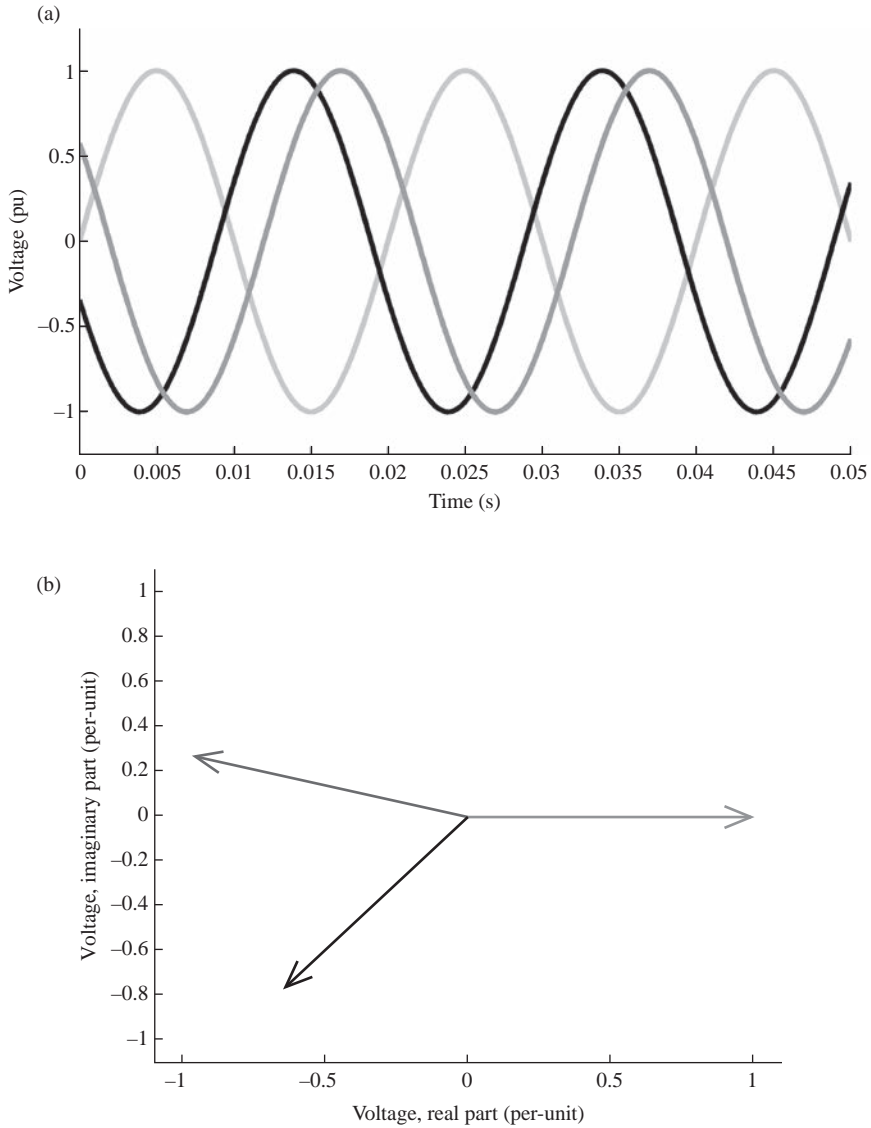 (a)
1
0.5
0
–0.5
–1
Voltage (pu)
0 0.005 0.01 0.015 0.02 0.025 0.03 0.035 0.04 0.045 0.05
Time (s)
(b)
1
0.8
0.6
0.4
0.2
0
–0.2
–0.4
–0.6
–0.8
–1
Voltage, imaginary part (per-unit)
–1 –0.5 0 0.5 1
Voltage, real part (per-unit)